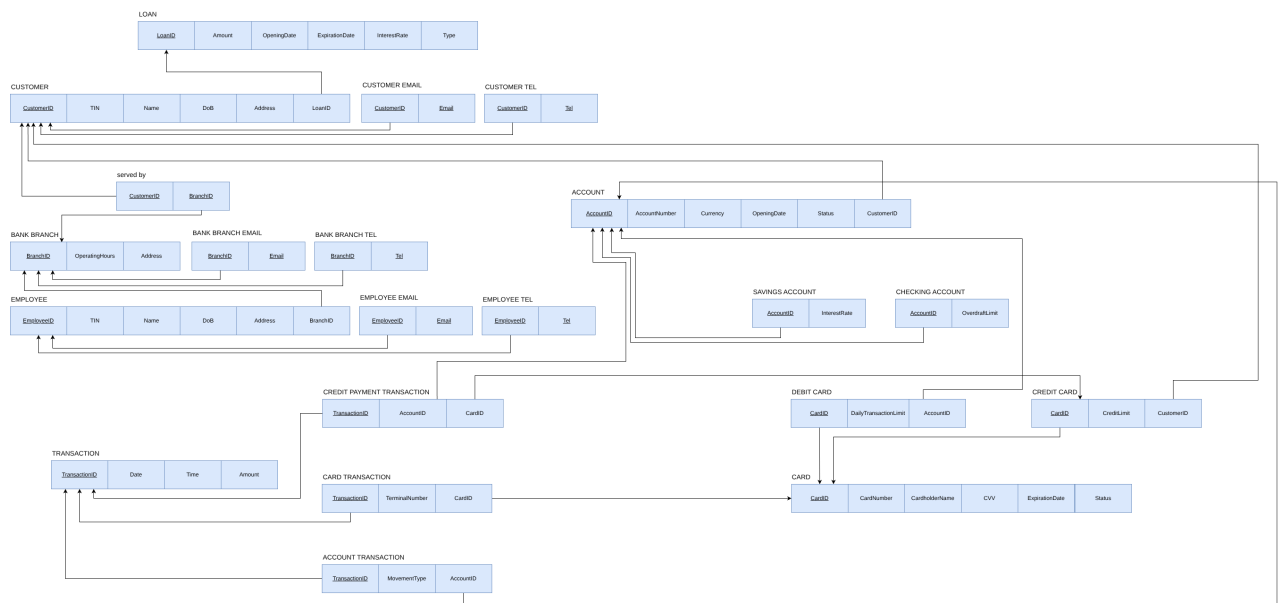 LOAN
LoanID Amount OpeningDate ExpirationDate InterestRate Type
CUSTOMER CUSTOMER EMAIL CUSTOMER TEL
CustomerID TIN Name DoB Address LoanID CustomerID Email CustomerID Tel
served by
CustomerID BranchID
ACCOUNT
AccountID AccountNumber Currency OpeningDate Status CustomerID
BANK BRANCH BANK BRANCH EMAIL BANK BRANCH TEL
BranchID OperatingHours Address BranchID Email BranchID Tel
EMPLOYEE EMPLOYEE EMAIL EMPLOYEE TEL
EmployeeID TIN Name DoB Address BranchID EmployeeID Email EmployeeID Tel
SAVINGS ACCOUNT CHECKING ACCOUNT
AccountID InterestRate AccountID OverdraftLimit
CREDIT PAYMENT TRANSACTION DEBIT CARD CREDIT CARD
TransactionID AccountID CardID CardID DailyTransactionLimit AccountID CardID CreditLimit CustomerID
TRANSACTION
TransactionID Date Time Amount
CARD TRANSACTION CARD
TransactionID TerminalNumber CardID CardID CardNumber CardholderName CVV ExpirationDate Status
ACCOUNT TRANSACTION
TransactionID MovementType AccountID